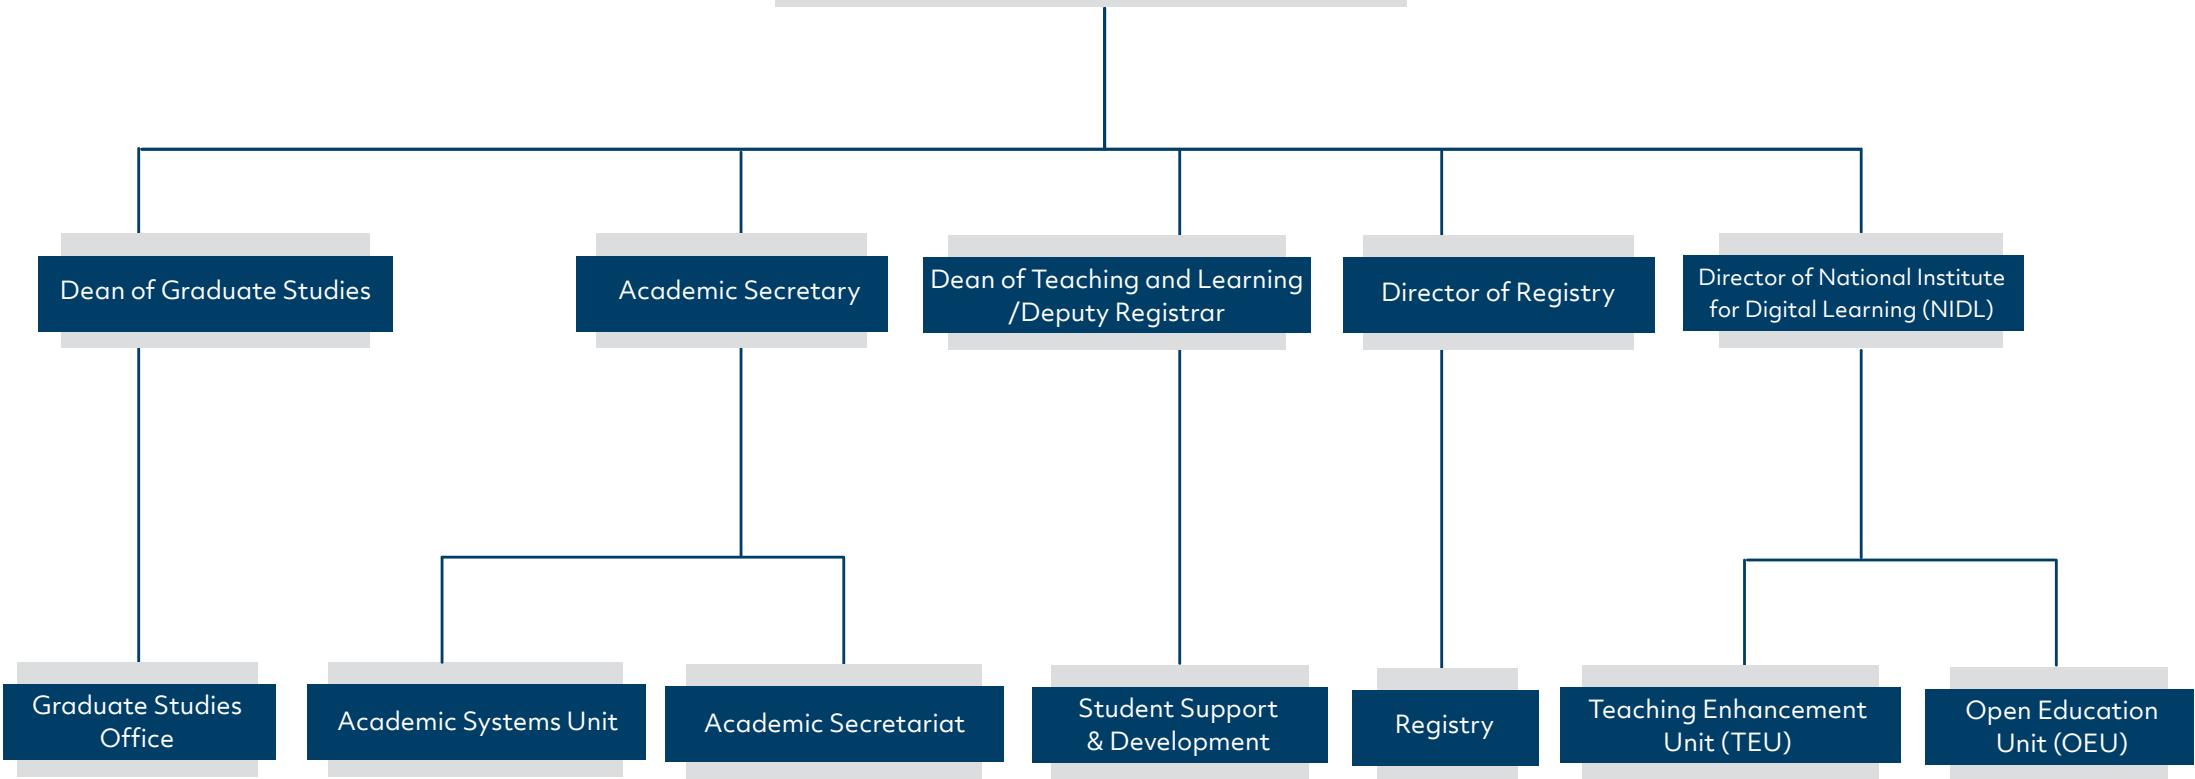 Dean of Graduate Studies
Academic Secretary
Dean of Teaching and Learning
/Deputy Registrar
Director of Registry
Director of National Institute
for Digital Learning (NIDL)
Graduate Studies
Office
Academic Systems Unit
Academic Secretariat
Student Support
& Development
Registry
Teaching Enhancement
Unit (TEU)
Open Education
Unit (OEU)